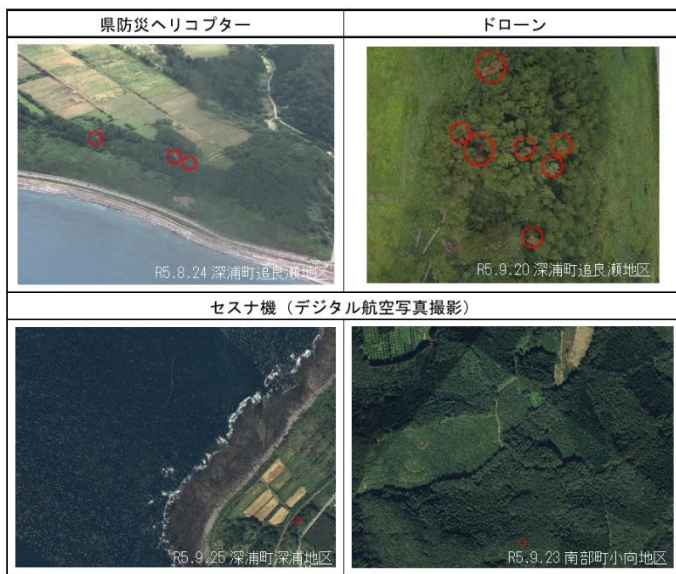 県防災ヘリコプター
ドローン
R5.8.24 深浦町追良瀬地区
R5.9.20 深浦町追良瀬地区
セスナ機（デジタル航空写真撮影）
R5.9.25 深浦町深浦地区
R5.9.23 南部町小向地区